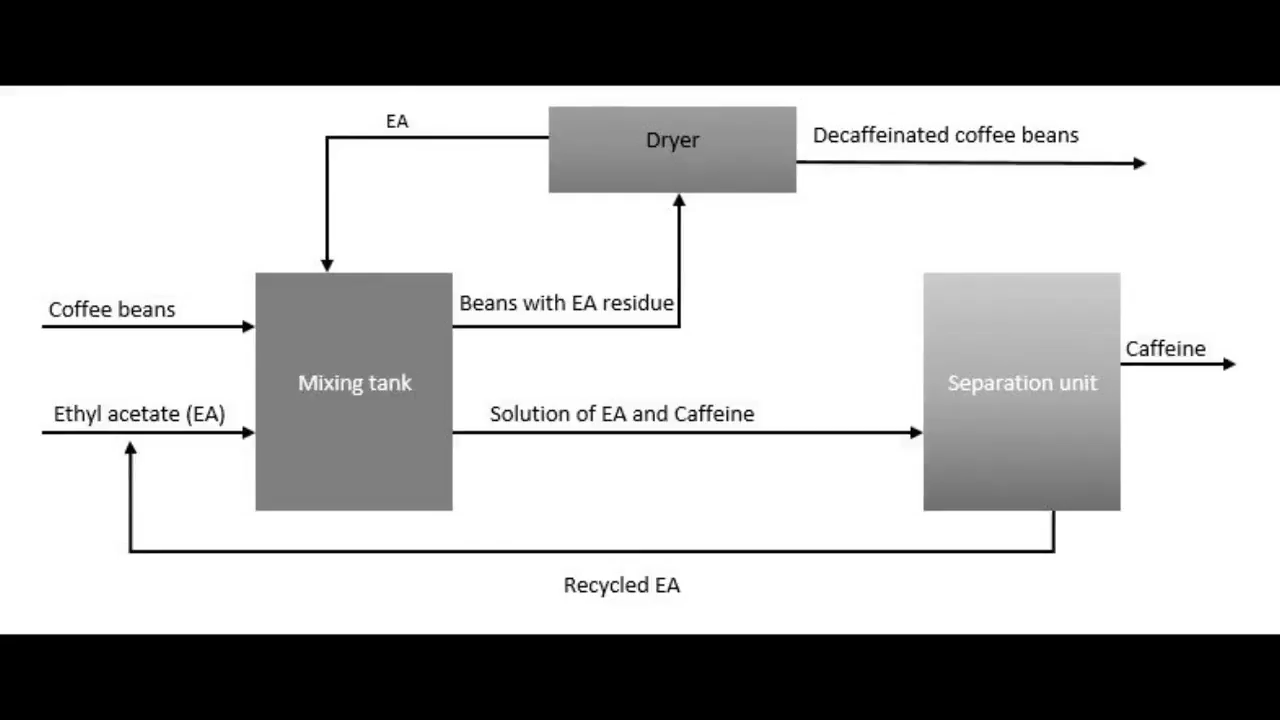 EA
Dryer
Decaffeinated coffee beans
Coffee beans
Beans with EA residue
Mixing tank
Separation unit
Caffeine
Ethyl acetate (EA)
Solution of EA and Caffeine
Recycled EA